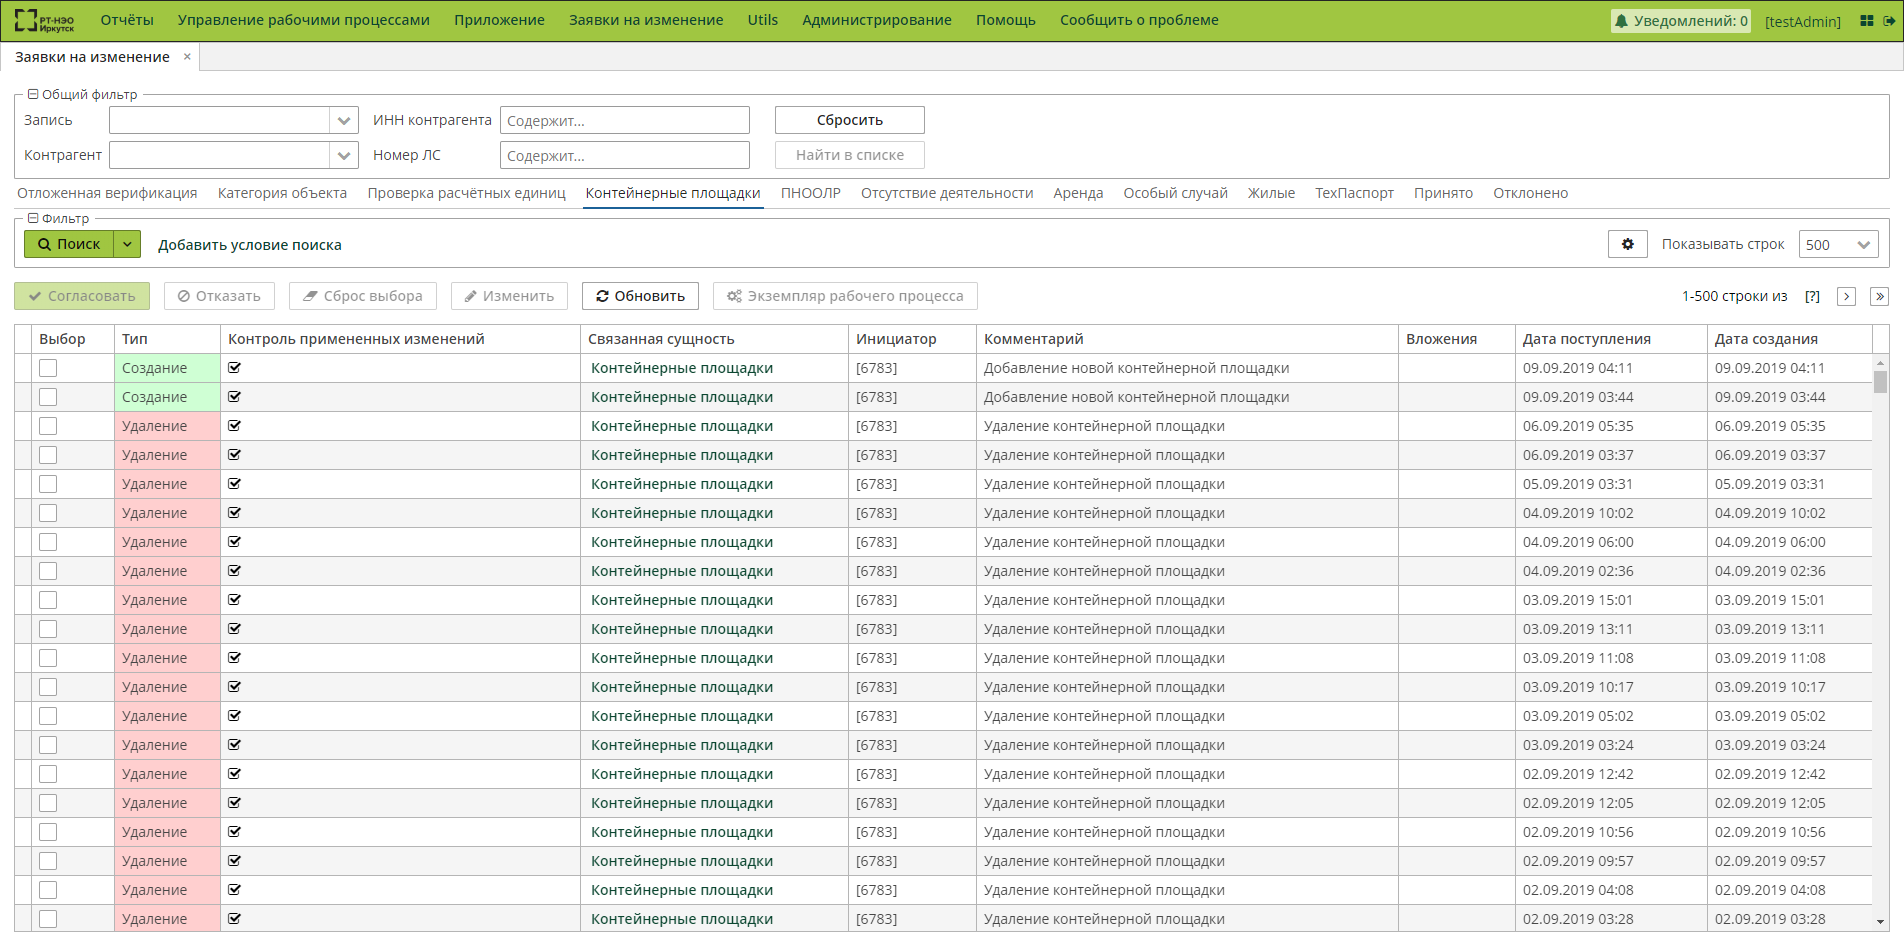 РТ-НЭО Иркутск Отчёты Управление рабочими процессами Приложение Заявки на изменение Utils Администрирование Помощь Сообщить о проблеме Уведомлений: 0 [testAdmin]
Заявки на изменение ×
Общий фильтр
Запись ИНН контрагента Содержит... Сбросить
Контрагент Номер ЛС Содержит... Найти в списке
Отложенная верификация Категория объекта Проверка расчётных единиц Контейнерные площадки ПНООЛР Отсутствие деятельности Аренда Особый случай Жилые ТехПаспорт Принято Отклонено
Фильтр
Поиск Добавить условие поиска Показывать строк 500
Согласовать Отказать Сброс выбора Изменить Обновить Экземпляр рабочего процесса 1-500 строки из [?]
Выбор Тип Контроль примененных изменений Связанная сущность Инициатор Комментарий Вложения Дата поступления Дата создания
Создание Контейнерные площадки [6783] Добавление новой контейнерной площадки 09.09.2019 04:11 09.09.2019 04:11
Создание Контейнерные площадки [6783] Добавление новой контейнерной площадки 09.09.2019 03:44 09.09.2019 03:44
Удаление Контейнерные площадки [6783] Удаление контейнерной площадки 06.09.2019 05:35 06.09.2019 05:35
Удаление Контейнерные площадки [6783] Удаление контейнерной площадки 06.09.2019 03:37 06.09.2019 03:37
Удаление Контейнерные площадки [6783] Удаление контейнерной площадки 05.09.2019 03:31 05.09.2019 03:31
Удаление Контейнерные площадки [6783] Удаление контейнерной площадки 04.09.2019 10:02 04.09.2019 10:02
Удаление Контейнерные площадки [6783] Удаление контейнерной площадки 04.09.2019 06:00 04.09.2019 06:00
Удаление Контейнерные площадки [6783] Удаление контейнерной площадки 04.09.2019 02:36 04.09.2019 02:36
Удаление Контейнерные площадки [6783] Удаление контейнерной площадки 03.09.2019 15:01 03.09.2019 15:01
Удаление Контейнерные площадки [6783] Удаление контейнерной площадки 03.09.2019 13:11 03.09.2019 13:11
Удаление Контейнерные площадки [6783] Удаление контейнерной площадки 03.09.2019 11:08 03.09.2019 11:08
Удаление Контейнерные площадки [6783] Удаление контейнерной площадки 03.09.2019 10:17 03.09.2019 10:17
Удаление Контейнерные площадки [6783] Удаление контейнерной площадки 03.09.2019 05:02 03.09.2019 05:02
Удаление Контейнерные площадки [6783] Удаление контейнерной площадки 03.09.2019 03:24 03.09.2019 03:24
Удаление Контейнерные площадки [6783] Удаление контейнерной площадки 02.09.2019 12:42 02.09.2019 12:42
Удаление Контейнерные площадки [6783] Удаление контейнерной площадки 02.09.2019 12:05 02.09.2019 12:05
Удаление Контейнерные площадки [6783] Удаление контейнерной площадки 02.09.2019 10:56 02.09.2019 10:56
Удаление Контейнерные площадки [6783] Удаление контейнерной площадки 02.09.2019 09:57 02.09.2019 09:57
Удаление Контейнерные площадки [6783] Удаление контейнерной площадки 02.09.2019 04:08 02.09.2019 04:08
Удаление Контейнерные площадки [6783] Удаление контейнерной площадки 02.09.2019 03:28 02.09.2019 03:28